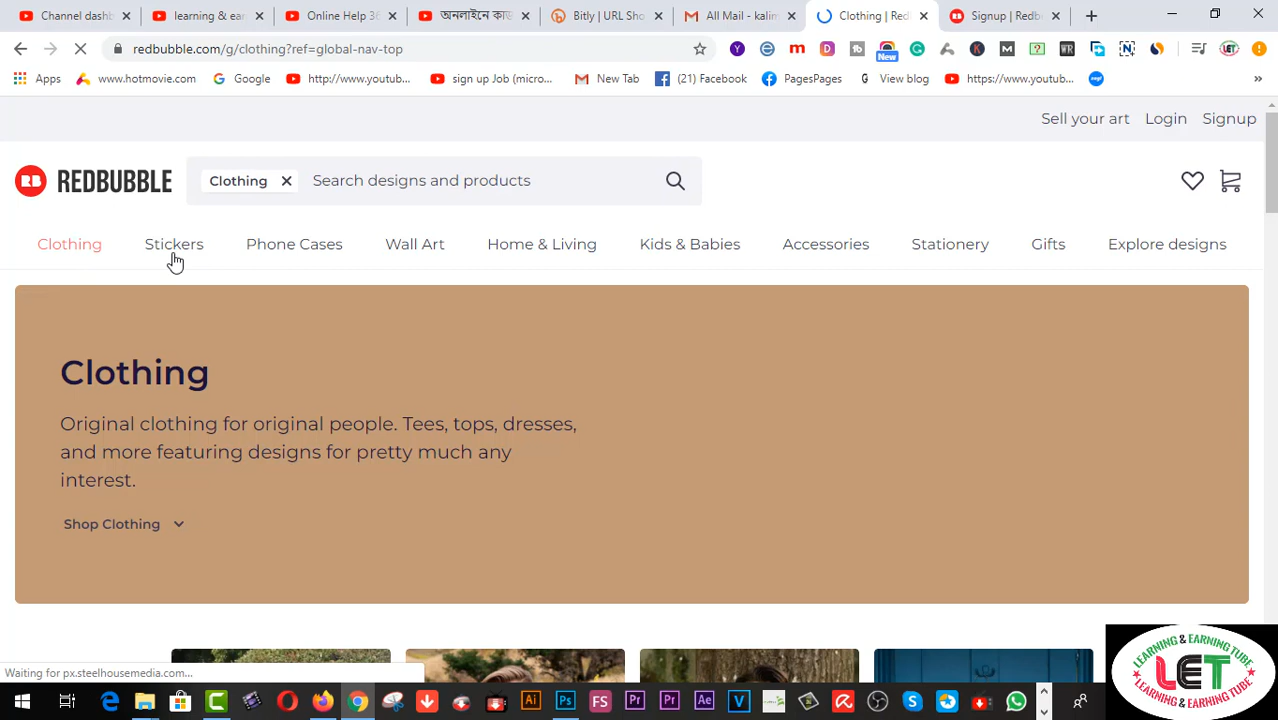 Channel dashb
learning & ear
Online Help 36
অনলাইনে কাজ
Bitly | URL Sho
All Mail - kalim
Clothing | Red
Signup | Redb
redbubble.com/g/clothing?ref=global-nav-top
New
Apps
www.hotmovie.com
Google
http://www.youtub...
sign up Job (micro...
New Tab
(21) Facebook
PagesPages
View blog
https://www.youtub...
Sell your art
Login
Signup
RB REDBUBBLE
Clothing
Search designs and products
Clothing
Stickers
Phone Cases
Wall Art
Home & Living
Kids & Babies
Accessories
Stationery
Gifts
Explore designs
Clothing
Original clothing for original people. Tees, tops, dresses,
and more featuring designs for pretty much any
interest.
Shop Clothing
Waiting for px.steelhousemedia.com...
LEARNING & EARNING TUBE
LET
LEARNING & EARNING TUBE